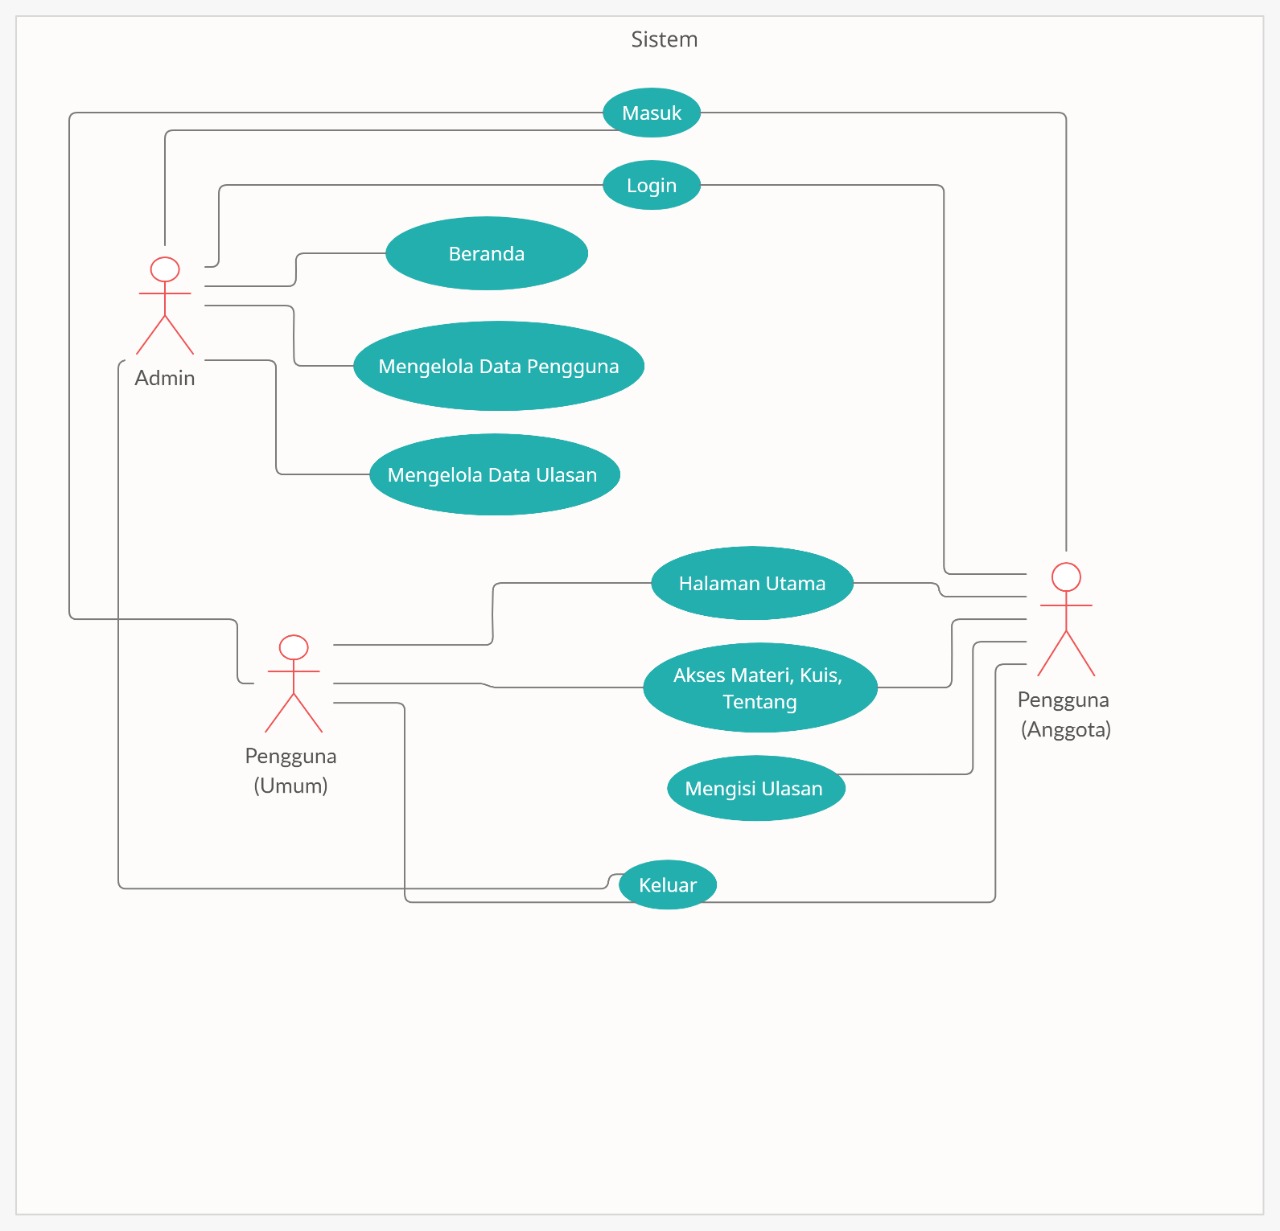 Sistem
Masuk
Login
Beranda
Mengelola Data Pengguna
Admin
Mengelola Data Ulasan
Halaman Utama
Akses Materi, Kuis,
Tentang
Pengguna
(Anggota)
Pengguna
(Umum)
Mengisi Ulasan
Keluar